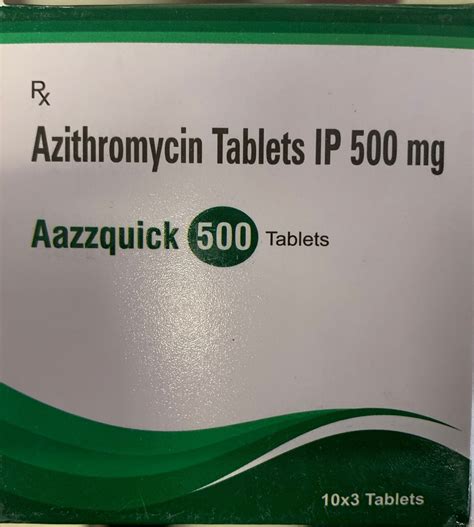 Rx
Azithromycin Tablets IP 500 mg
Aazzquick 500 Tablets
10x3 Tablets